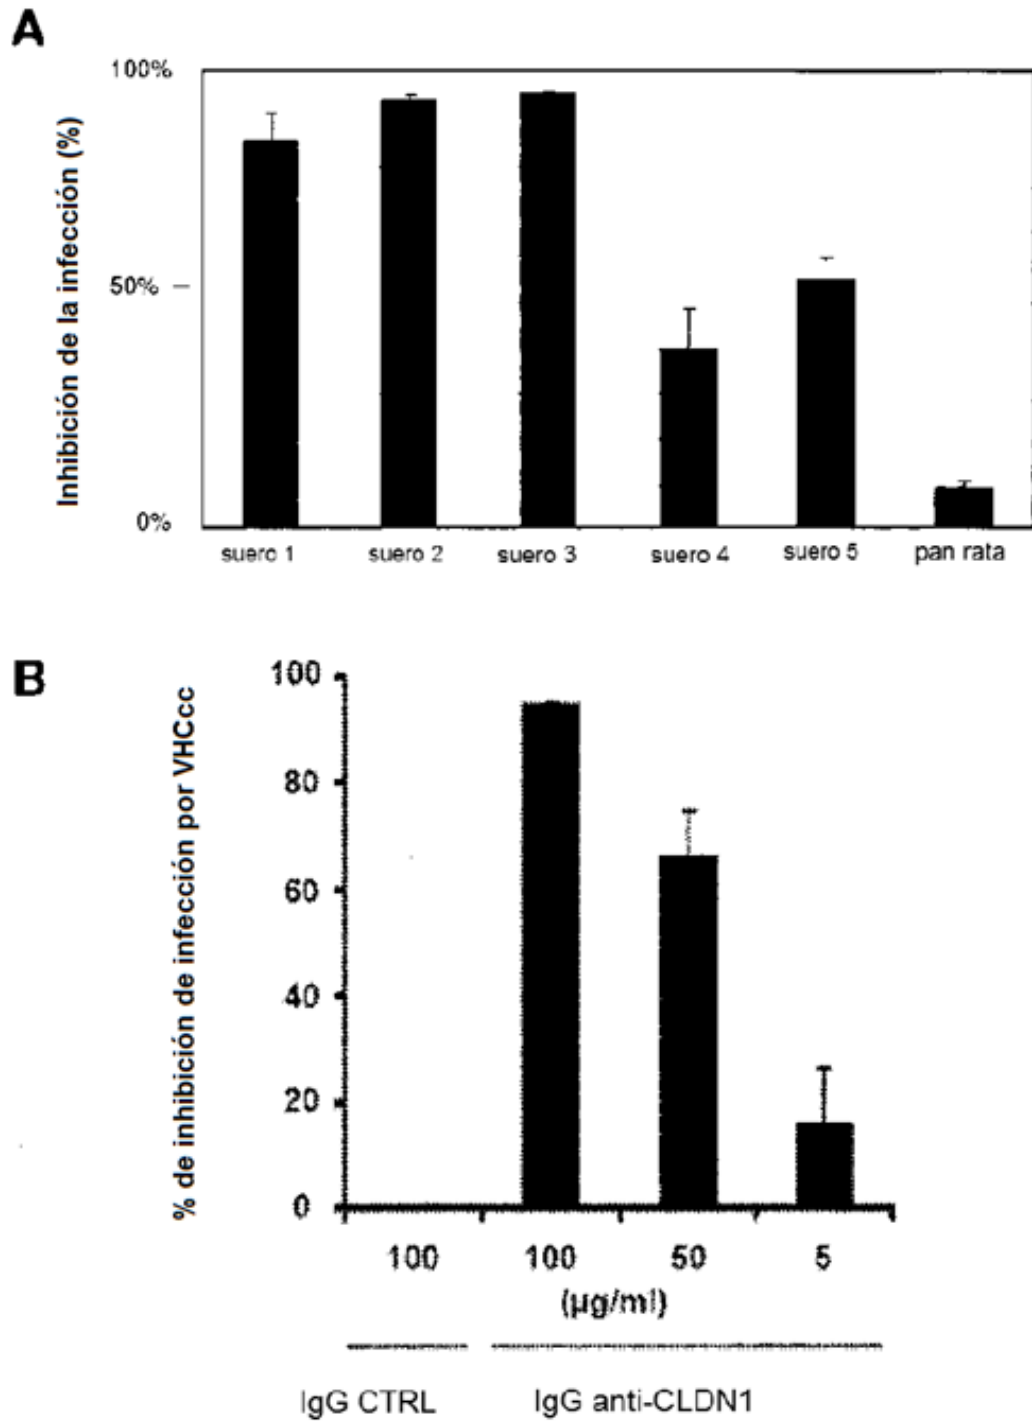 A
Inhibición de la infección (%)
100%
50%
0%
suero 1
suero 2
suero 3
suero 4
suero 5
pan rata
B
% de inhibición de infección por VHCcc
100
80
60
40
20
0
100
100
50
5
(µg/ml)
IgG CTRL
IgG anti-CLDN1